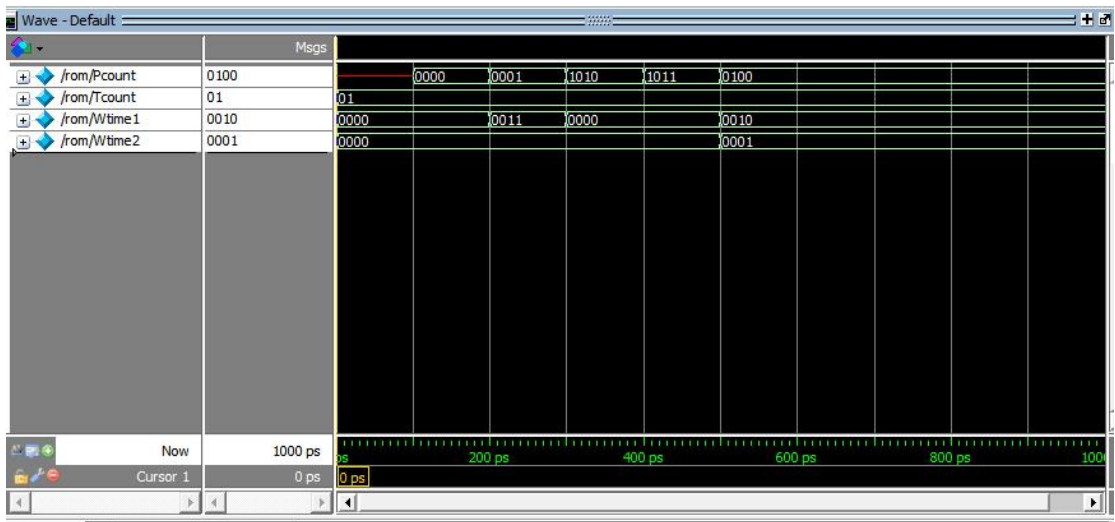 Wave - Default
Msgs
/rom/Pcount 0100 0000 0001 1010 1011 0100
/rom/Tcount 01 01
/rom/Wtime1 0010 0000 0011 0000 0010
/rom/Wtime2 0001 0000 0001
Now 1000 ps ps 200 ps 400 ps 600 ps 800 ps 100
Cursor 1 0 ps 0 ps